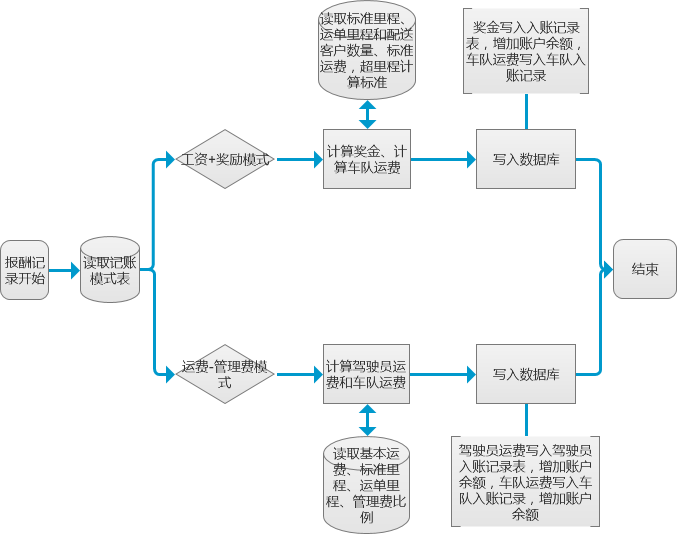 读取标准里程、
运单里程和配送
客户数量、标准
运费，超里程计
算标准
奖金写入入账记录
表，增加账户余额，
车队运费写入车队入
账记录
工资+奖励模式
计算奖金、计
算车队运费
写入数据库
报酬记
录开始
读取记账
模式表
结束
运费-管理费模
式
计算驾驶员运
费和车队运费
写入数据库
读取基本运
费、标准里
程、运单里
程、管理费比
例
驾驶员运费写入驾驶员
入账记录表，增加账户
余额，车队运费写入车
队入账记录，增加账户
余额